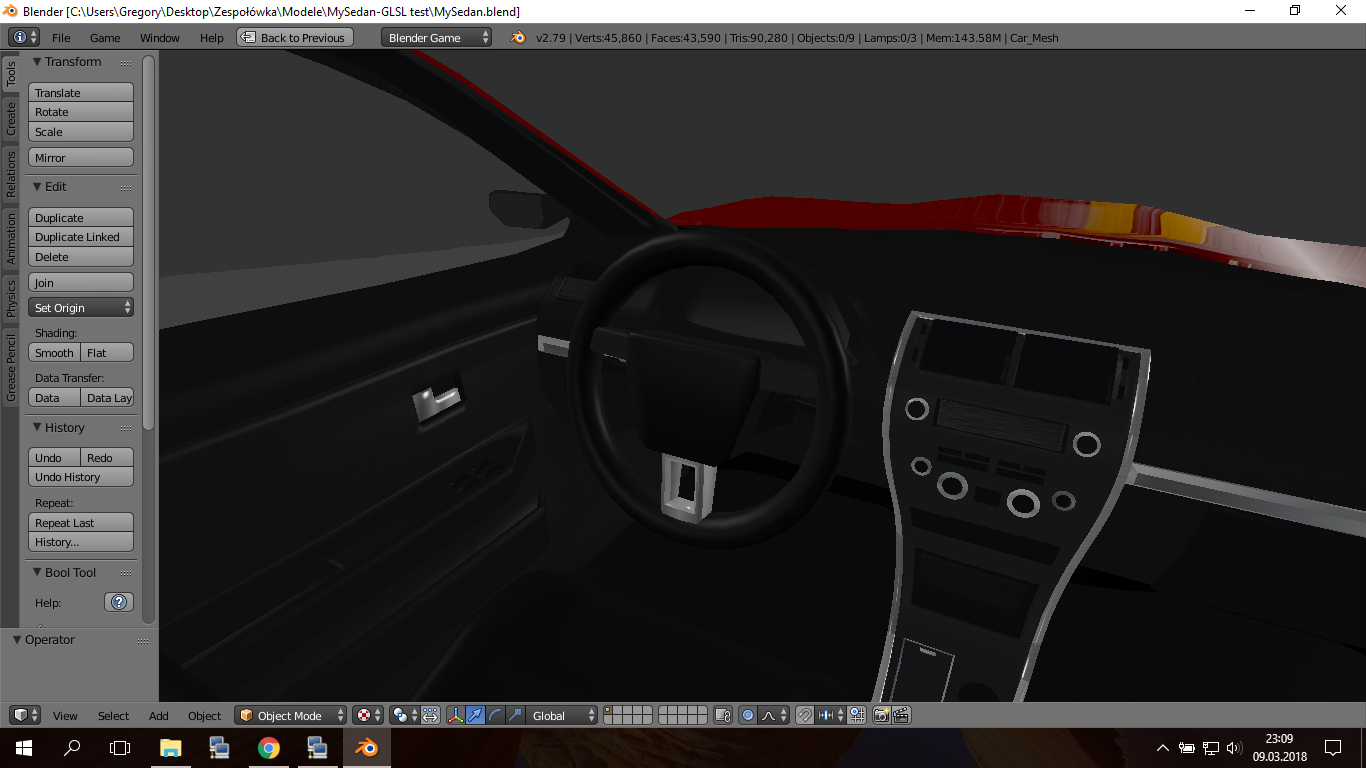 Blender [C:\Users\Gregory\Desktop\Zespołówka\Modele\MySedan-GLSL test\MySedan.blend]
File Game Window Help Back to Previous Blender Game v2.79 | Verts:45,860 | Faces:43,590 | Tris:90,280 | Objects:0/9 | Lamps:0/3 | Mem:143.58M | Car_Mesh
Tools
Create
Relations
Animation
Physics
Grease Pencil
Transform
Translate
Rotate
Scale
Mirror
Edit
Duplicate
Duplicate Linked
Delete
Join
Set Origin
Shading:
Smooth Flat
Data Transfer:
Data Data Lay
History
Undo Redo
Undo History
Repeat:
Repeat Last
History...
Bool Tool
Help:
Operator
View Select Add Object Object Mode Global
23:09
09.03.2018